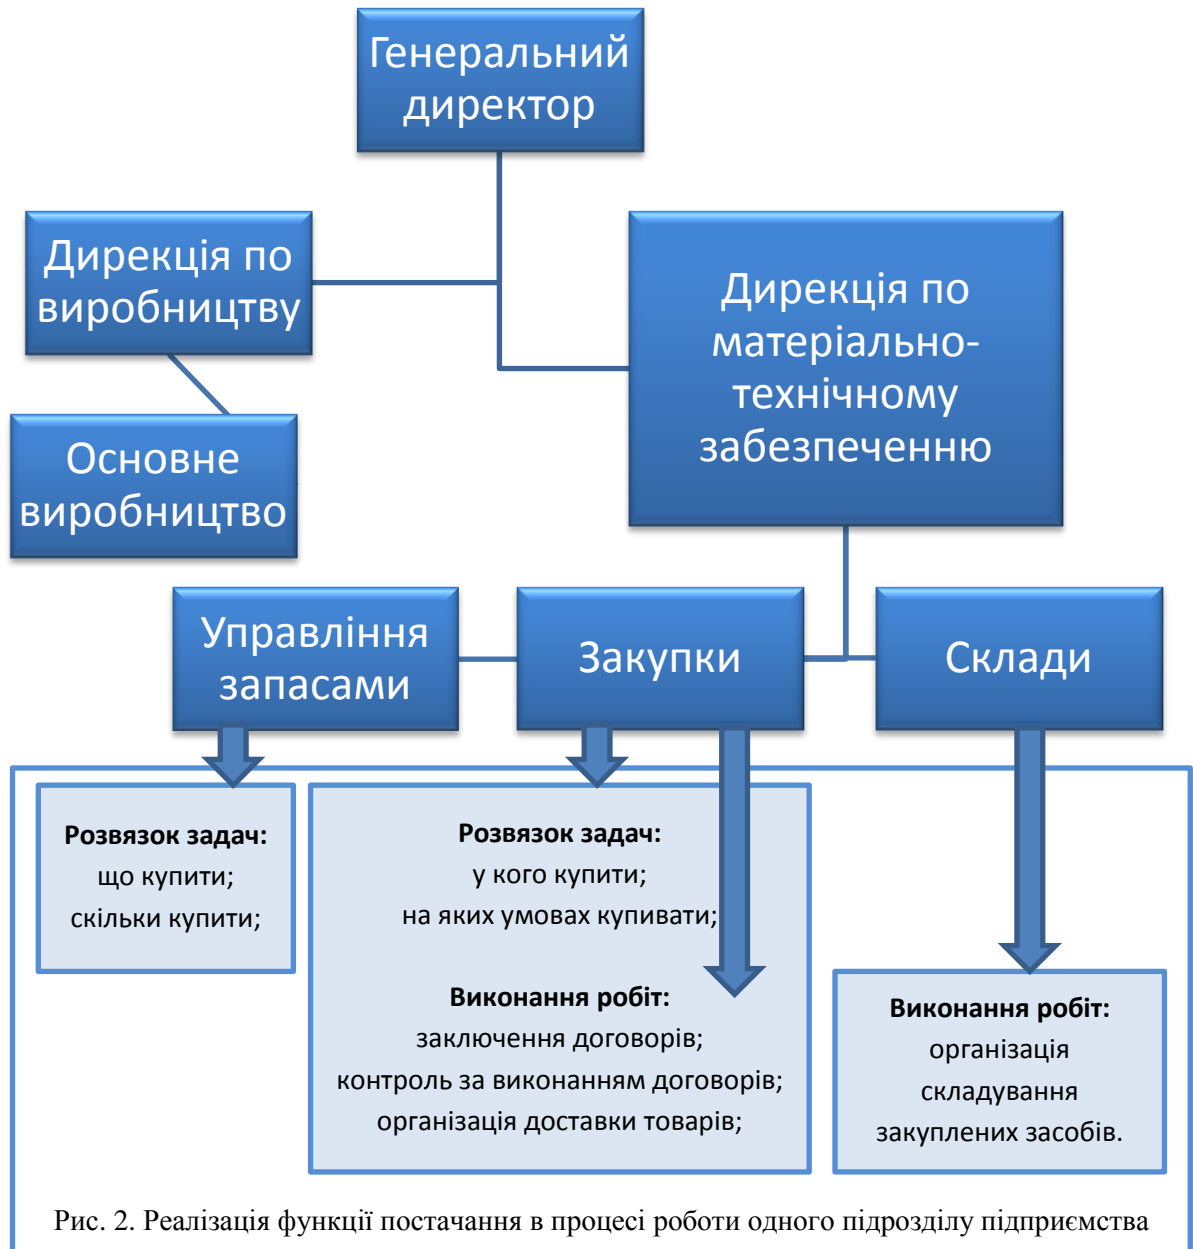 Генеральний
директор
Дирекція по
виробництву
Дирекція по
матеріально-
технічному
забезпеченню
Основне
виробництво
Управління
запасами
Закупки
Склади
Розвязок задач:
що купити;
скільки купити;
Розвязок задач:
у кого купити;
на яких умовах купивати;
Виконання робіт:
заключення договорів;
контроль за виконанням договорів;
організація доставки товарів;
Виконання робіт:
організація
складування
закуплених засобів.
Рис. 2. Реалізація функції постачання в процесі роботи одного підрозділу підприємства